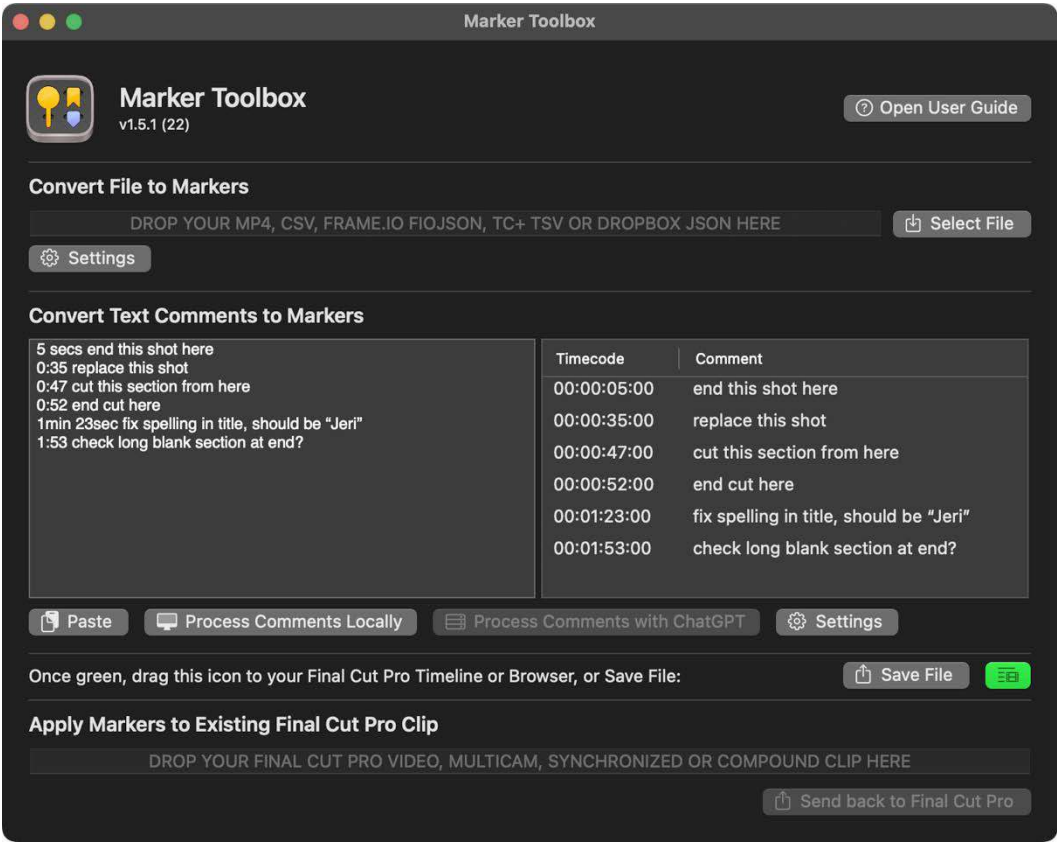 Marker Toolbox
Marker Toolbox
v1.5.1 (22)
Open User Guide
Convert File to Markers
DROP YOUR MP4, CSV, FRAME.IO FIOJSON, TC+ TSV OR DROPBOX JSON HERE
Select File
Settings
Convert Text Comments to Markers
5 secs end this shot here
0:35 replace this shot
0:47 cut this section from here
0:52 end cut here
1min 23sec fix spelling in title, should be “Jeri”
1:53 check long blank section at end?
Timecode Comment
00:00:05:00 end this shot here
00:00:35:00 replace this shot
00:00:47:00 cut this section from here
00:00:52:00 end cut here
00:01:23:00 fix spelling in title, should be “Jeri”
00:01:53:00 check long blank section at end?
Paste Process Comments Locally Process Comments with ChatGPT Settings
Once green, drag this icon to your Final Cut Pro Timeline or Browser, or Save File: Save File
Apply Markers to Existing Final Cut Pro Clip
DROP YOUR FINAL CUT PRO VIDEO, MULTICAM, SYNCHRONIZED OR COMPOUND CLIP HERE
Send back to Final Cut Pro